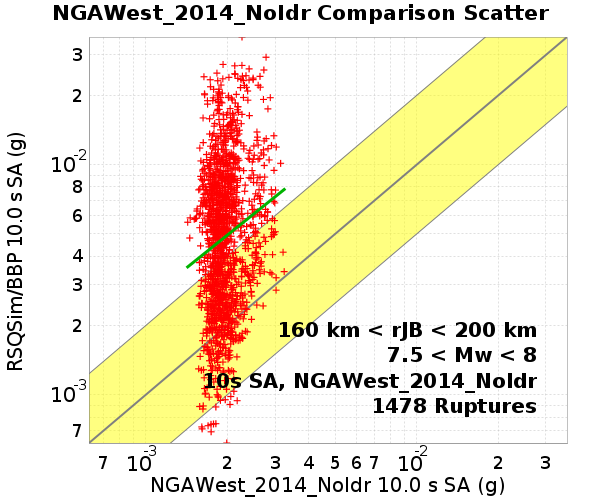 NGAWest_2014_NoIdr Comparison Scatter
RSQSim/BBP 10.0 s SA (g)
3
2
10-2
8
6
4
3
2
10-3
7
160 km < rJB < 200 km
7.5 < Mw < 8
10s SA, NGAWest_2014_NoIdr
1478 Ruptures
7 10-3 2 3 4 5 6 7 10-2 2 3
NGAWest_2014_NoIdr 10.0 s SA (g)